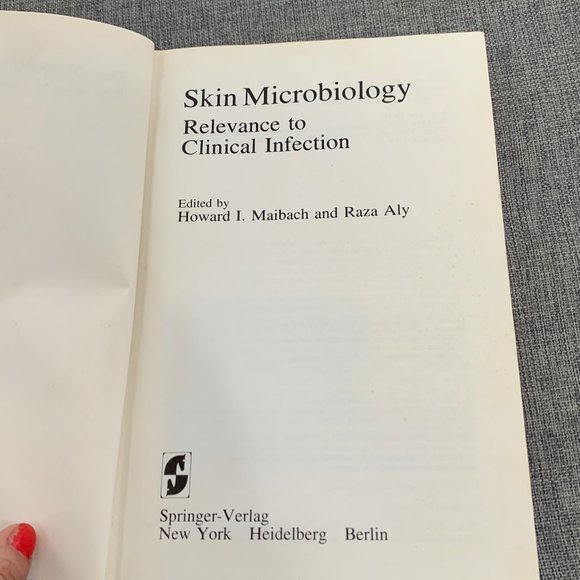 Skin Microbiology
Relevance to
Clinical Infection
Edited by
Howard I. Maibach and Raza Aly
Springer-Verlag
New York Heidelberg Berlin